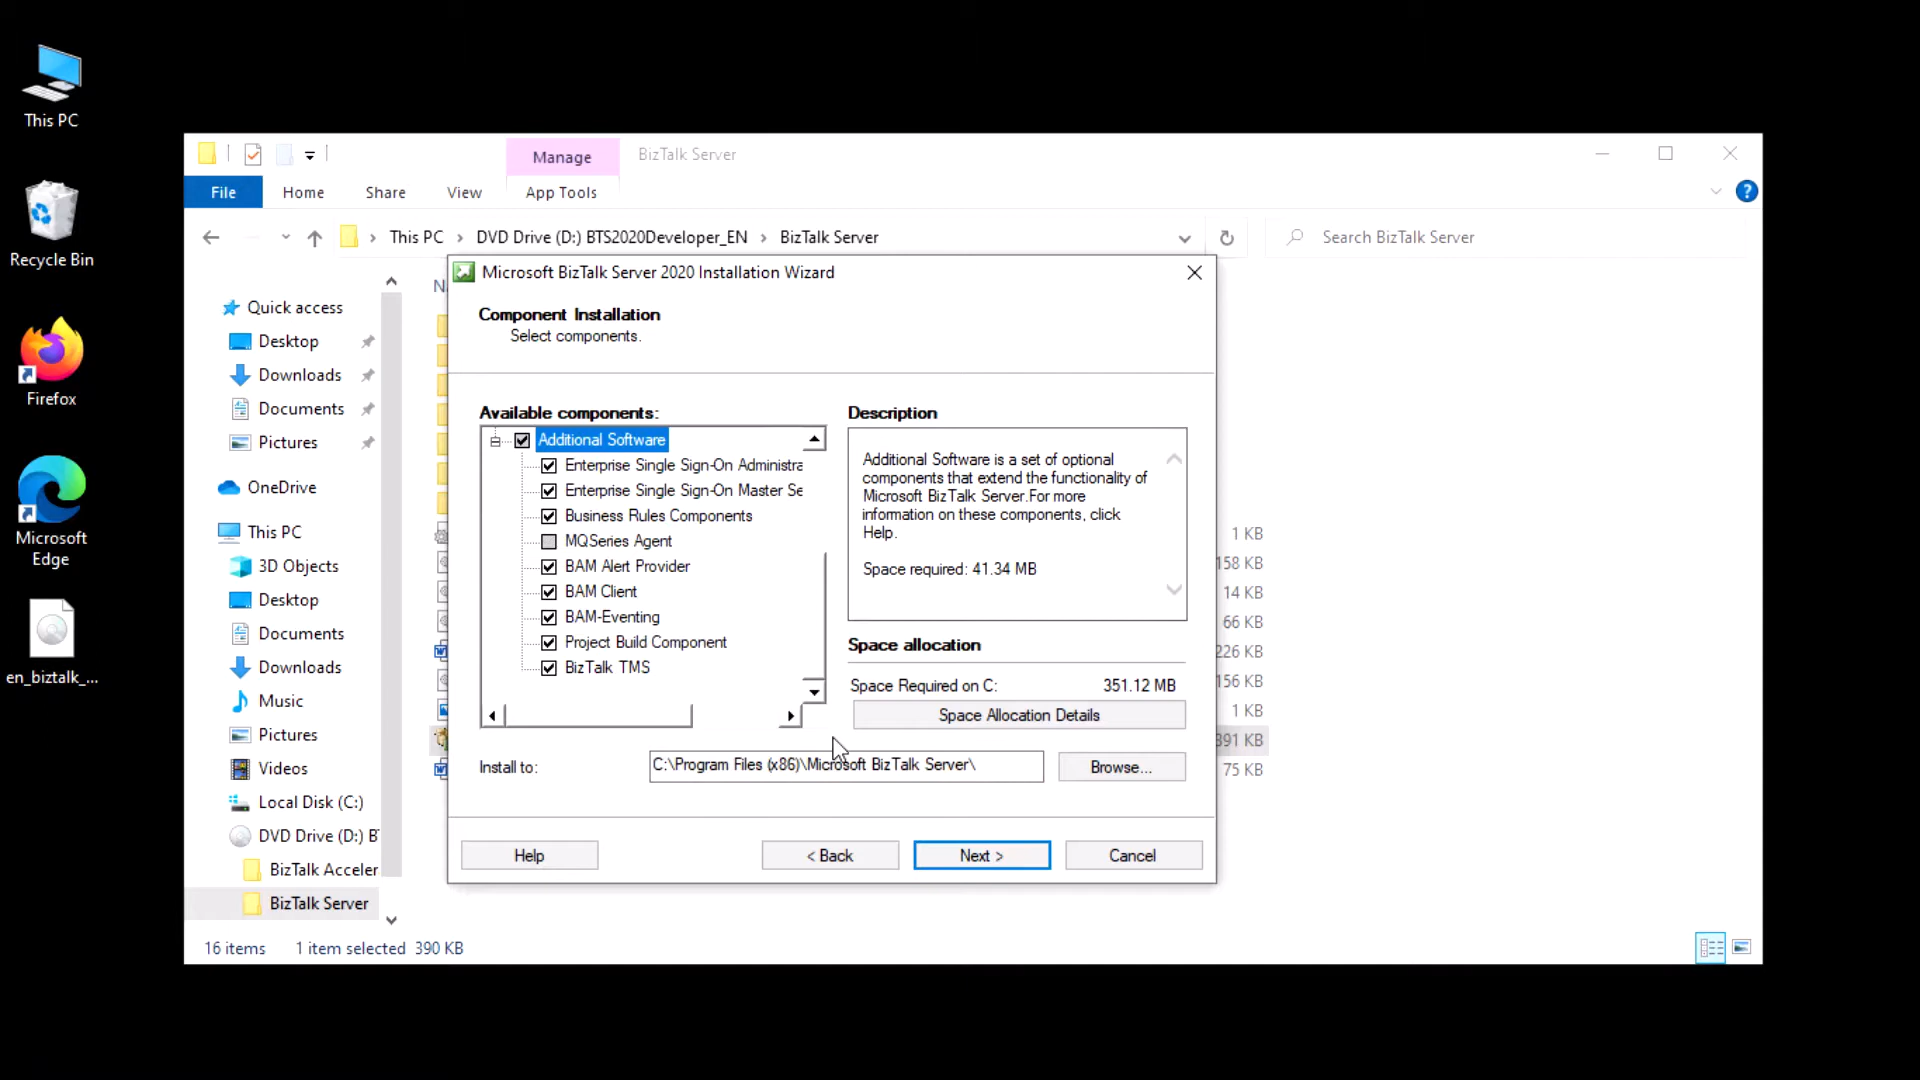 This PC
Recycle Bin
Firefox
Microsoft
Edge
en_biztalk_...
Manage
BizTalk Server
File
Home
Share
View
App Tools
This PC > DVD Drive (D:) BTS2020Developer_EN > BizTalk Server
Search BizTalk Server
Quick access
Desktop
Downloads
Documents
Pictures
OneDrive
This PC
3D Objects
Desktop
Documents
Downloads
Music
Pictures
Videos
Local Disk (C:)
DVD Drive (D:) BT
BizTalk Acceler
BizTalk Server
16 items
1 item selected 390 KB
Microsoft BizTalk Server 2020 Installation Wizard
Component Installation
Select components.
Available components:
Additional Software
Enterprise Single Sign-On Administra
Enterprise Single Sign-On Master Se
Business Rules Components
MQSeries Agent
BAM Alert Provider
BAM Client
BAM-Eventing
Project Build Component
BizTalk TMS
Description
Additional Software is a set of optional
components that extend the functionality of
Microsoft BizTalk Server.For more
information on these components, click
Help.
Space required: 41.34 MB
Space allocation
Space Required on C: 351.12 MB
Space Allocation Details
Install to:
C:\Program Files (x86)\Microsoft BizTalk Server\
Browse...
Help
< Back
Next >
Cancel
1 KB
158 KB
14 KB
66 KB
226 KB
156 KB
1 KB
391 KB
75 KB